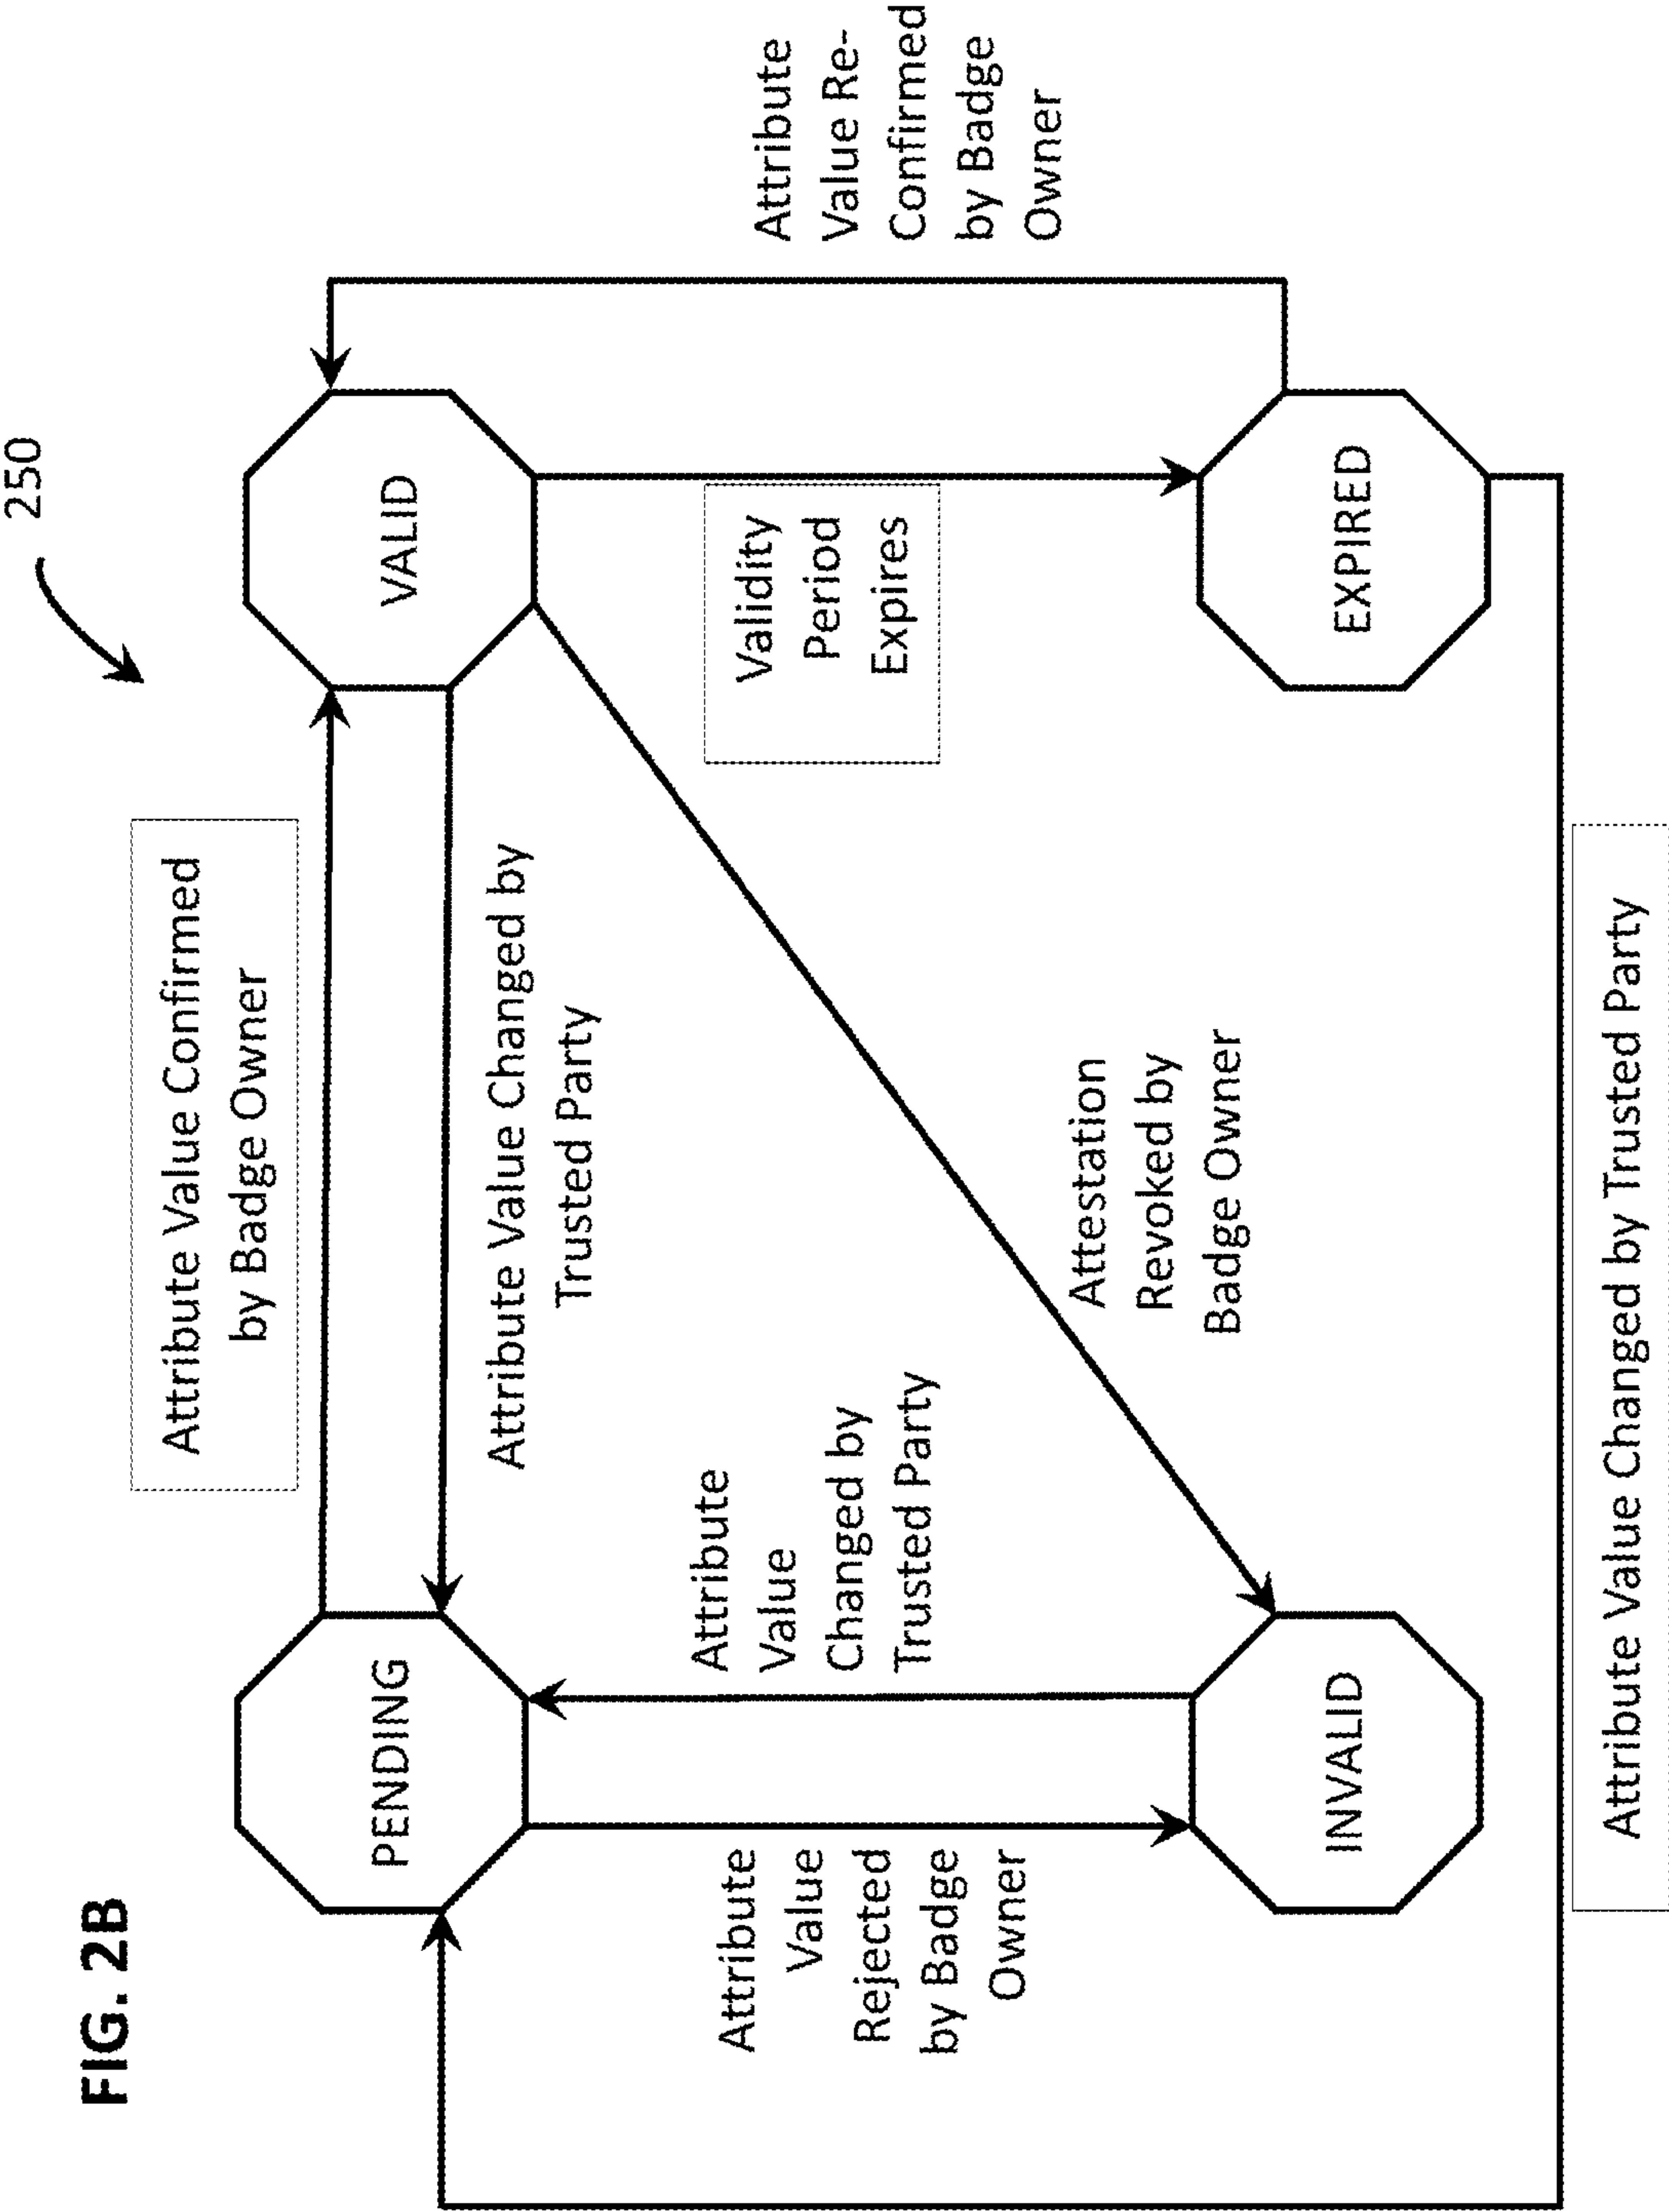 FIG. 2B
250
Attribute Value Confirmed
by Badge Owner
PENDING
VALID
Attribute Value Changed by
Trusted Party
Attribute
Value
Rejected
by Badge
Owner
Attribute
Value
Changed by
Trusted Party
Validity
Period
Expires
Attribute
Value Re-
Confirmed
by Badge
Owner
Attestation
Revoked by
Badge Owner
INVALID
EXPIRED
Attribute Value Changed by Trusted Party